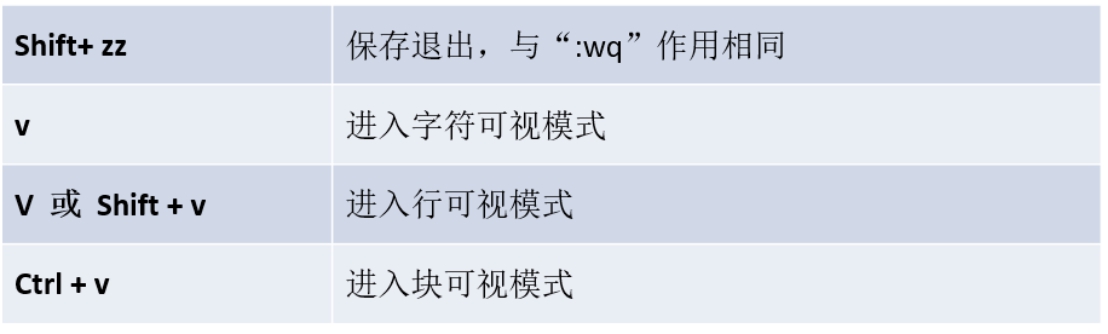 Shift+ zz 保存退出，与“:wq”作用相同
v 进入字符可视模式
V 或 Shift + v 进入行可视模式
Ctrl + v 进入块可视模式